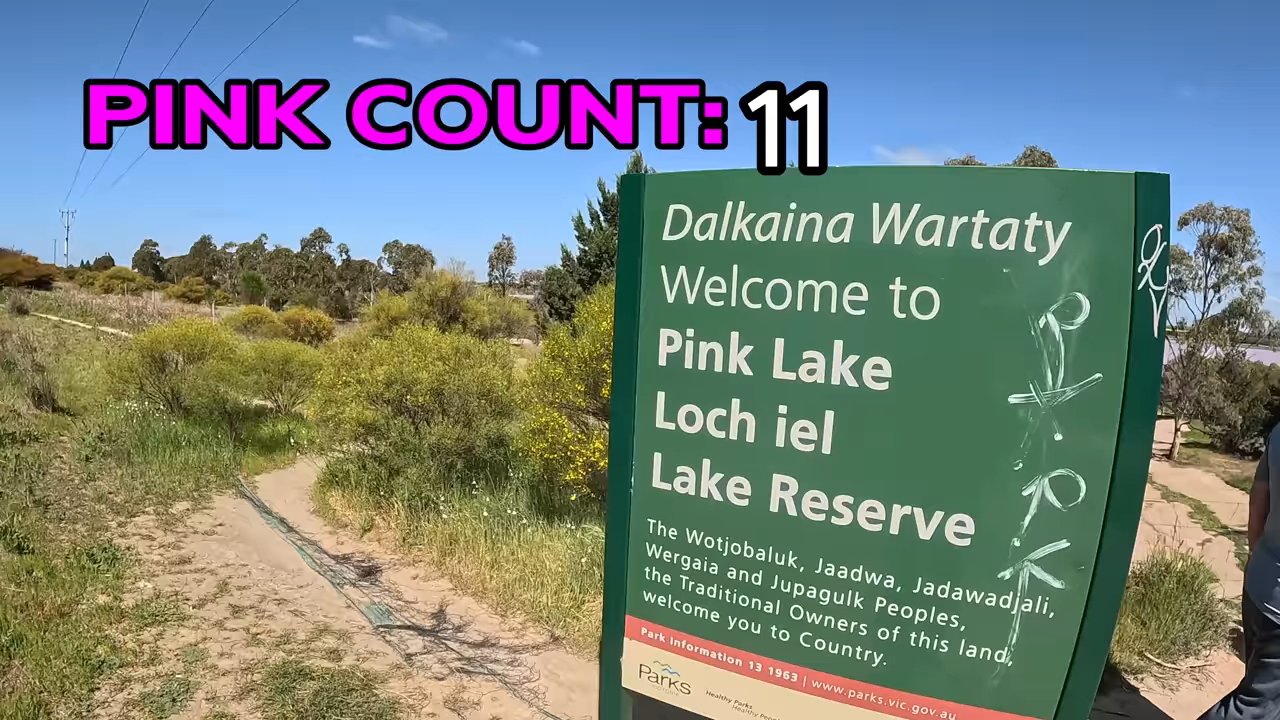 PINK COUNT: 11
Dalkaina Wartaty
Welcome to
Pink Lake
Loch iel
Lake Reserve
The Wotjobaluk, Jaadwa, Jadawadjali,
Wergaia and Jupagulk Peoples,
the Traditional Owners of this land,
welcome you to Country.
Park Information 13 1963 | www.parks.vic.gov.au
Parks
Healthy Parks